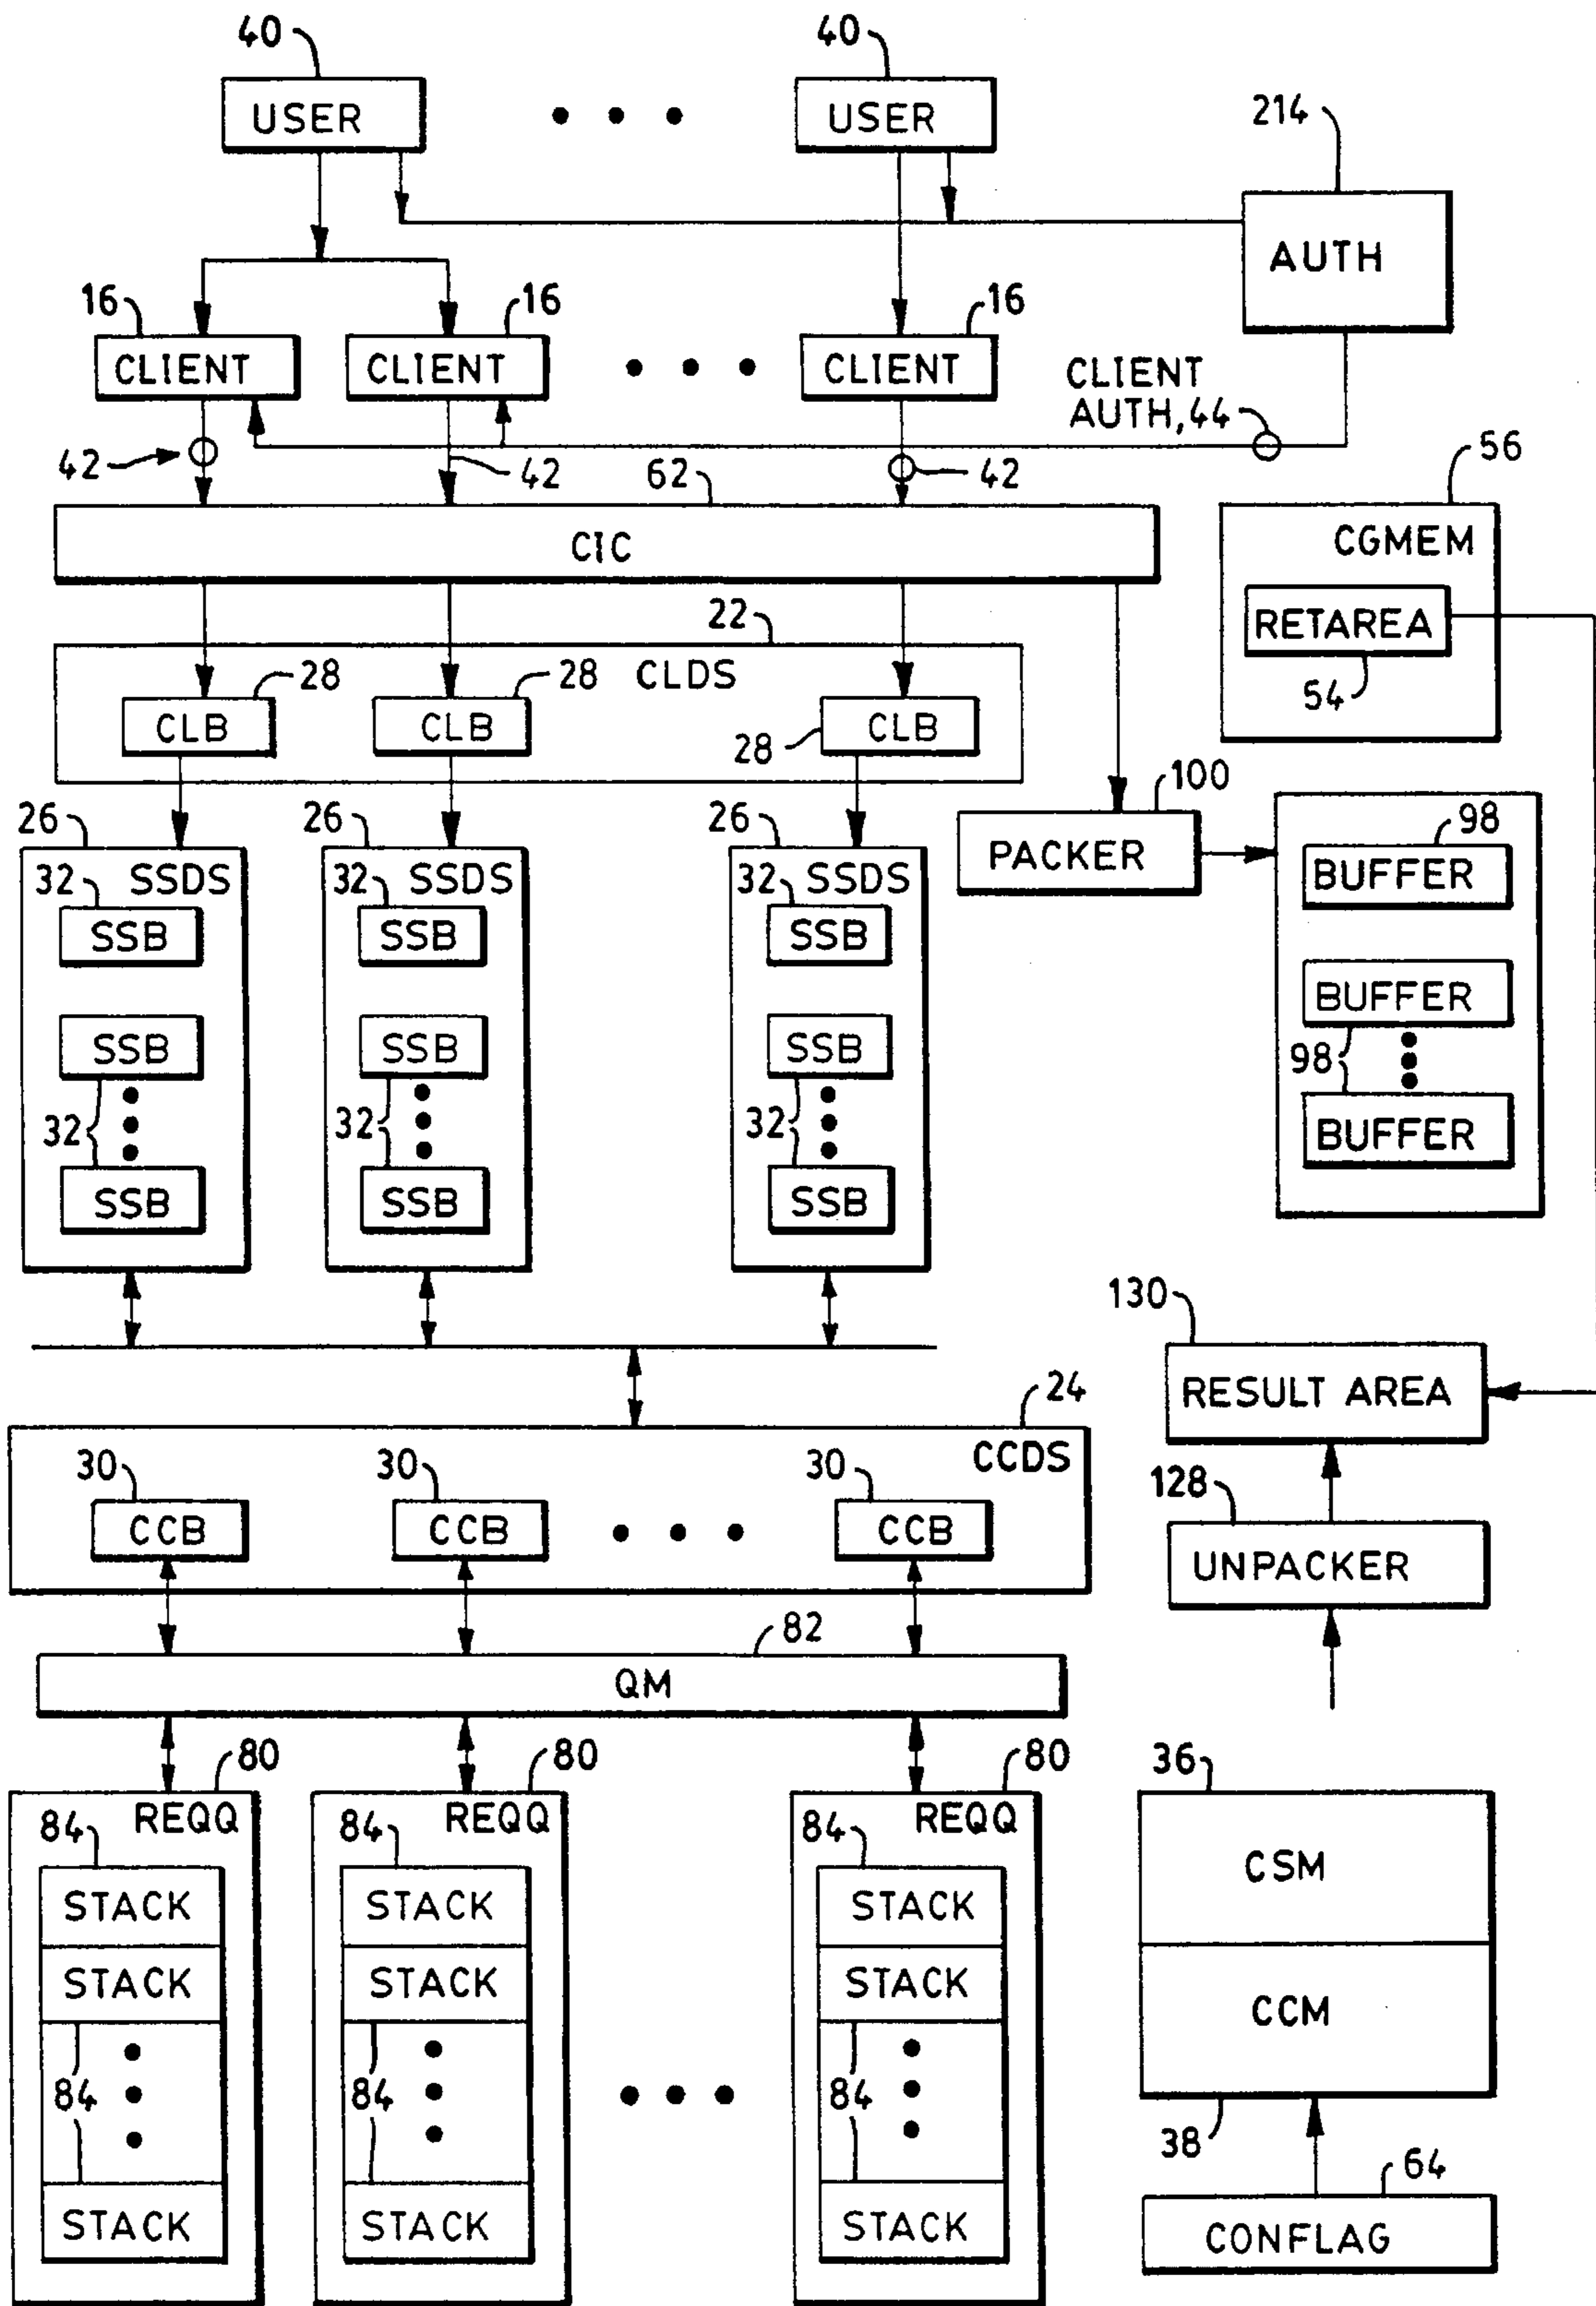 40
40
USER
USER
214
AUTH
16
16
16
CLIENT
CLIENT
CLIENT
CLIENT
AUTH,44
42
42
42
62
56
CIC
CGMEM
RETAREA
54
22
CLDS
28
28
28
CLB
CLB
CLB
100
PACKER
98
BUFFER
BUFFER
98
BUFFER
26
26
26
32
SSDS
32
SSDS
32
SSDS
SSB
SSB
SSB
SSB
SSB
SSB
32
32
32
SSB
SSB
SSB
130
RESULT AREA
24
CCDS
30
30
30
CCB
CCB
CCB
128
UNPACKER
82
QM
80
80
80
REQQ
REQQ
REQQ
84
84
84
STACK
STACK
STACK
STACK
STACK
STACK
84
84
84
STACK
STACK
STACK
36
CSM
CCM
38
64
CONFLAG